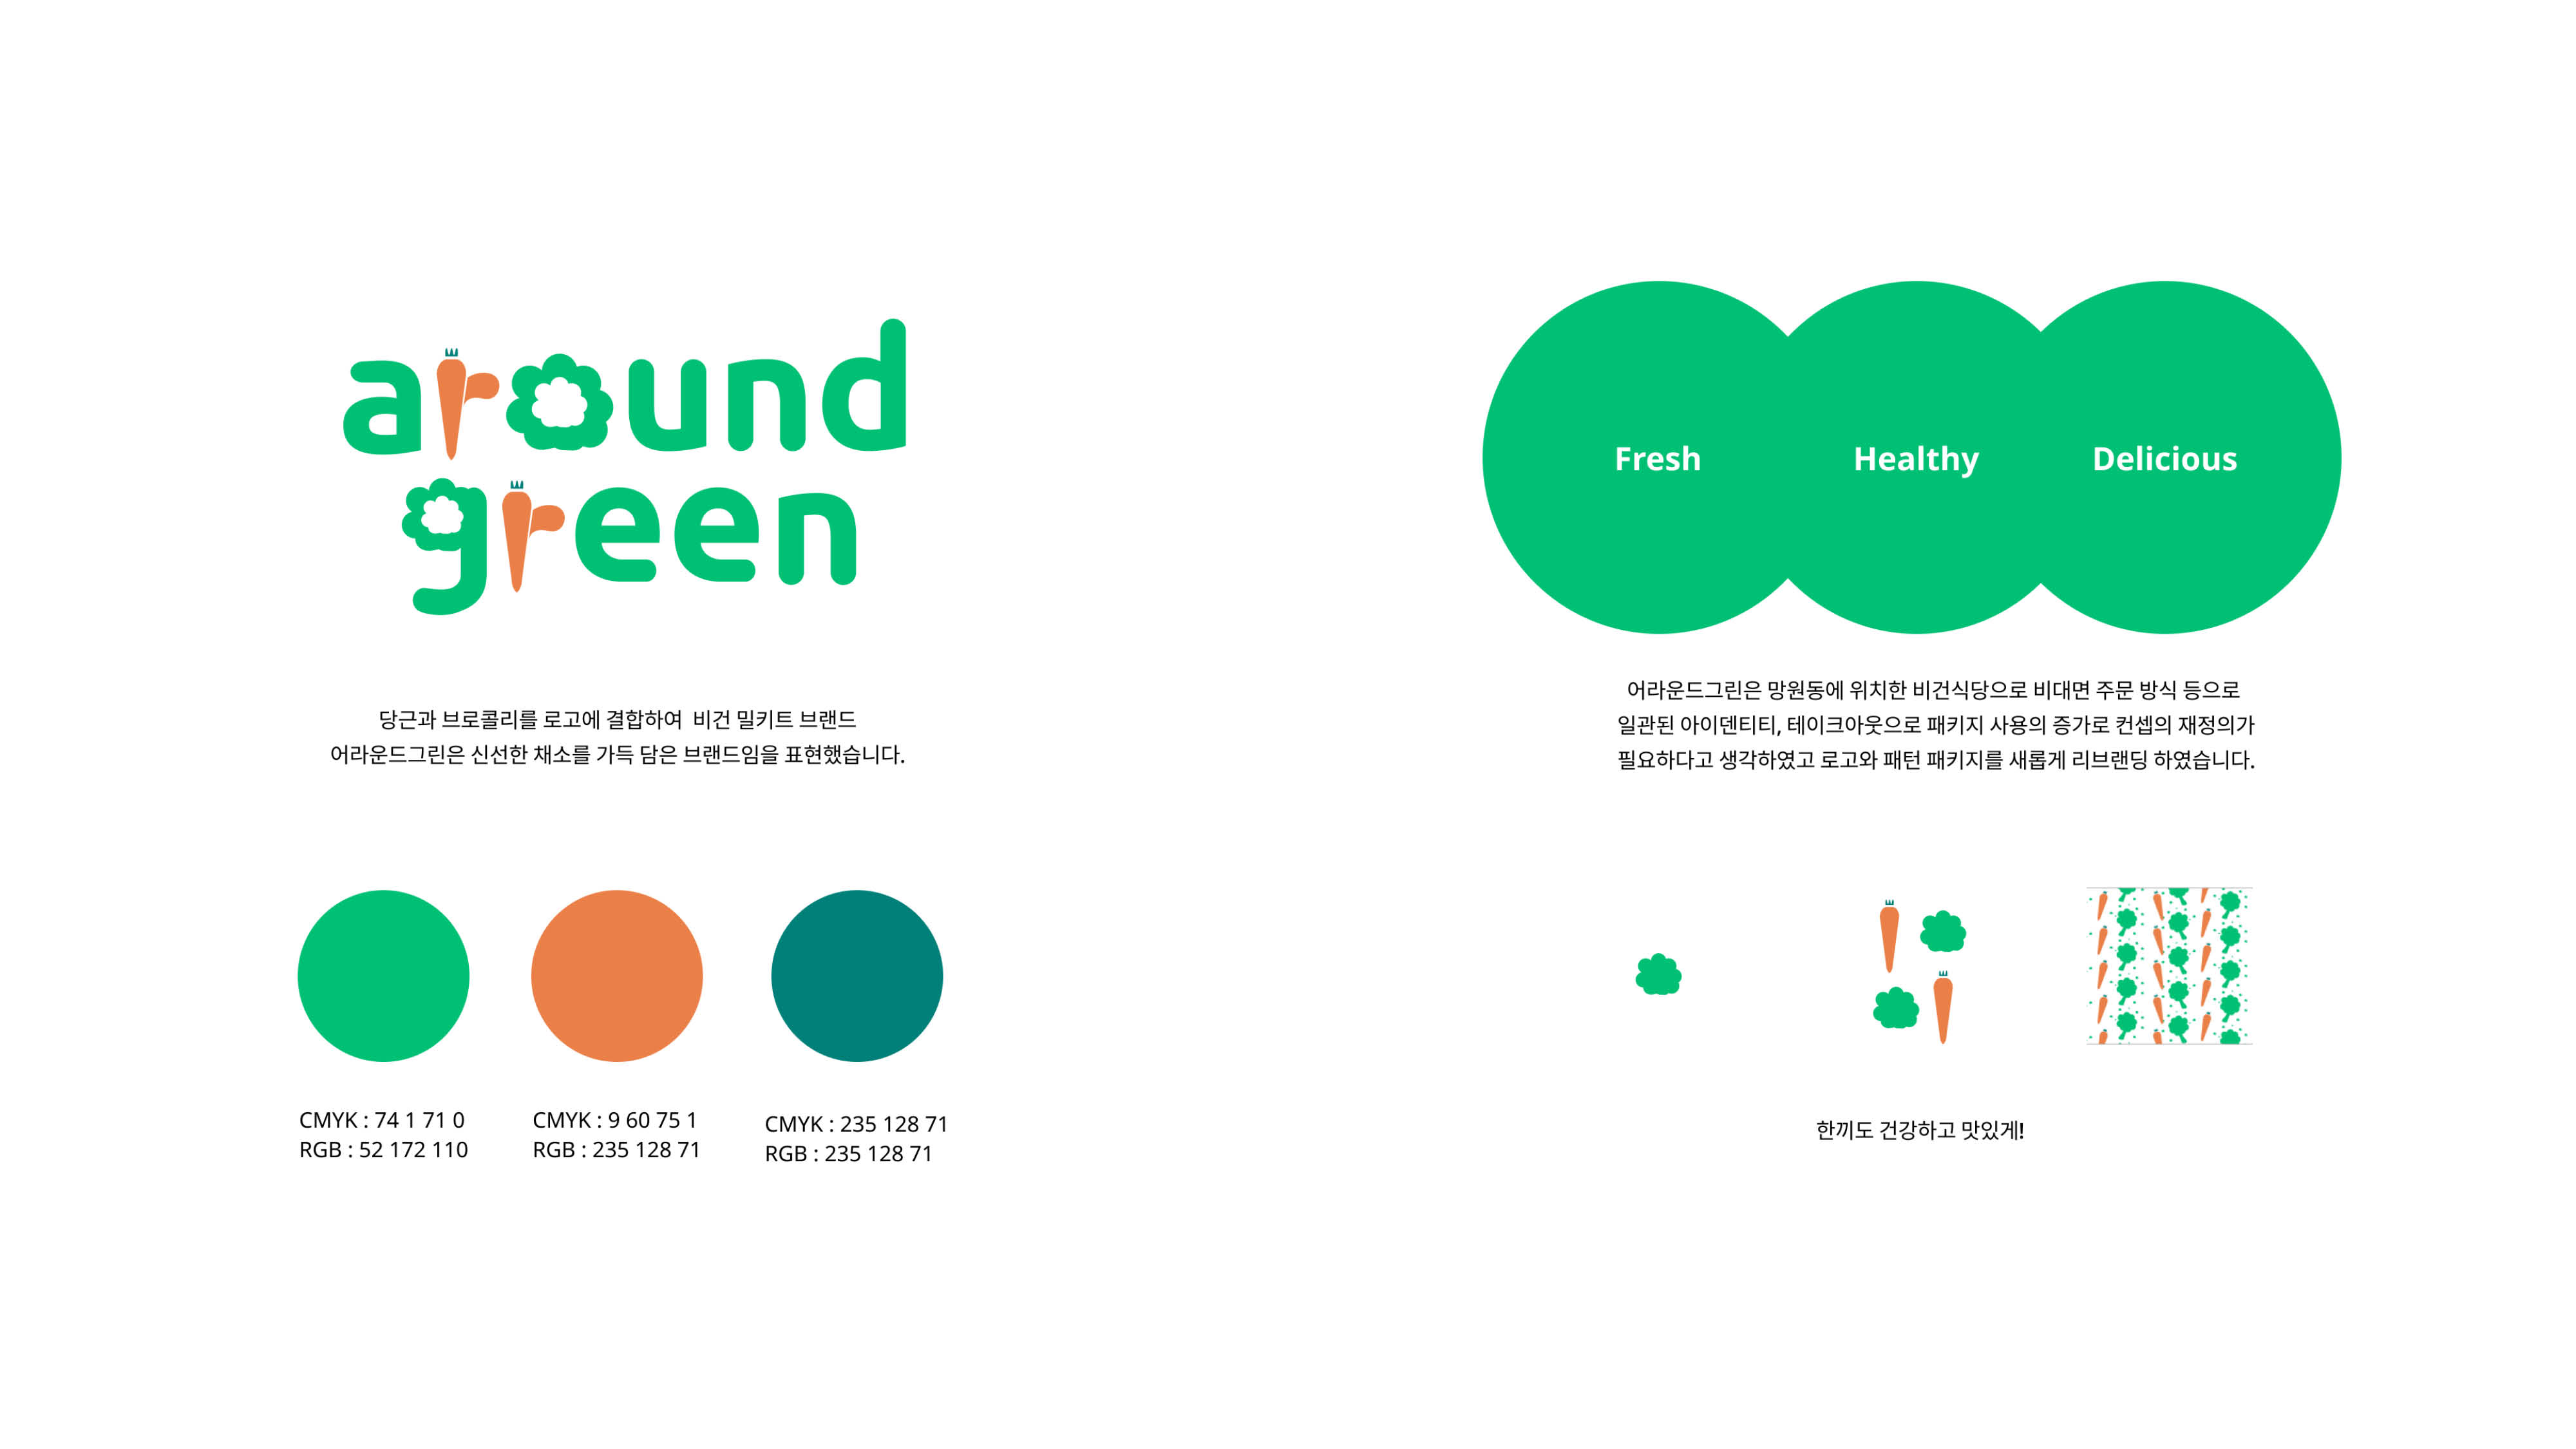 around
green
당근과 브로콜리를 로고에 결합하여 비건 밀키트 브랜드
어라운드그린은 신선한 채소를 가득 담은 브랜드임을 표현했습니다.
CMYK : 74 1 71 0
RGB : 52 172 110
CMYK : 9 60 75 1
RGB : 235 128 71
CMYK : 235 128 71
RGB : 235 128 71
Fresh
Healthy
Delicious
어라운드그린은 망원동에 위치한 비건식당으로 비대면 주문 방식 등으로
일관된 아이덴티티, 테이크아웃으로 패키지 사용의 증가로 컨셉의 재정의가
필요하다고 생각하였고 로고와 패턴 패키지를 새롭게 리브랜딩 하였습니다.
한끼도 건강하고 맛있게!